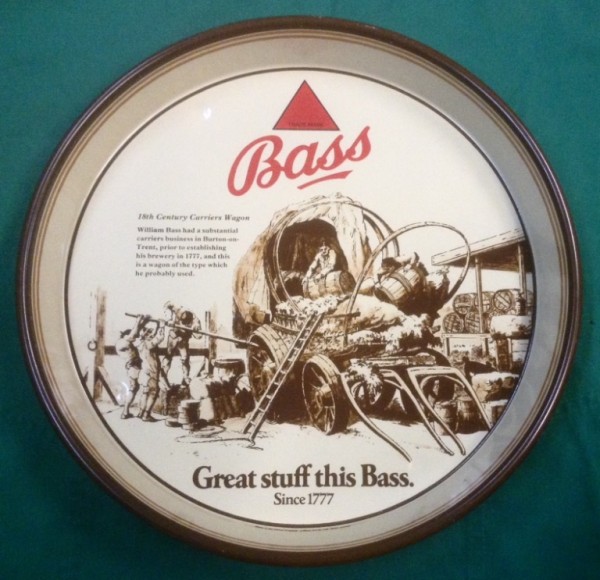 TRADE MARK
Bass
18th Century Carriers Wagon
William Bass had a substantial
carriers business in Burton-on-
Trent, prior to establishing
his brewery in 1777, and this
is a wagon of the type which
he probably used.
Great stuff this Bass.
Since 1777